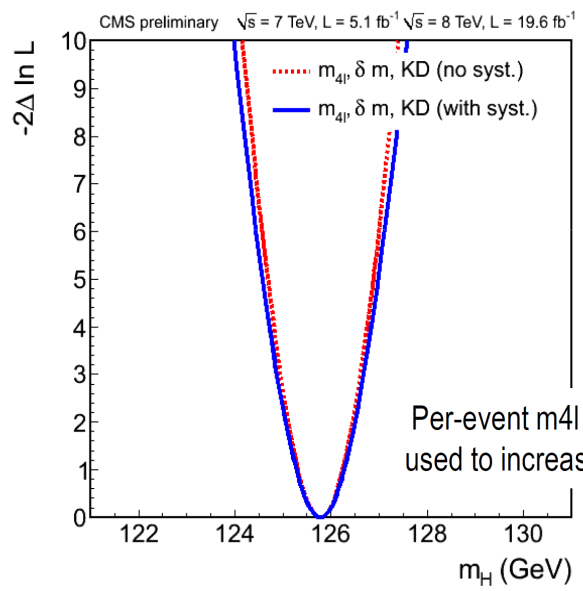 CMS preliminary √s = 7 TeV, L = 5.1 fb⁻¹ √s = 8 TeV, L = 19.6 fb⁻¹
-2Δ ln L
10
9
8
7
6
5
4
3
2
1
0
m₄ₗ, δ m, KD (no syst.)
m₄ₗ, δ m, KD (with syst.)
Per-event m4l
used to increas
122 124 126 128 130
m_H (GeV)